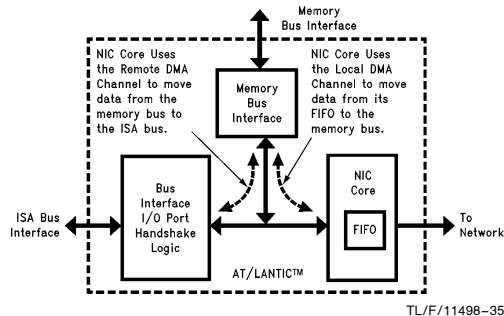 Memory
Bus Interface
NIC Core Uses
the Remote DMA
Channel to move
data from the
memory bus to
the ISA bus.
NIC Core Uses
the Local DMA
Channel to move
data from its
FIFO to the
memory bus.
Memory
Bus
Interface
Bus
Interface
I/O Port
Handshake
Logic
NIC
Core
FIFO
ISA Bus
Interface
To
Network
AT/LANTIC™
TL/F/11498–35